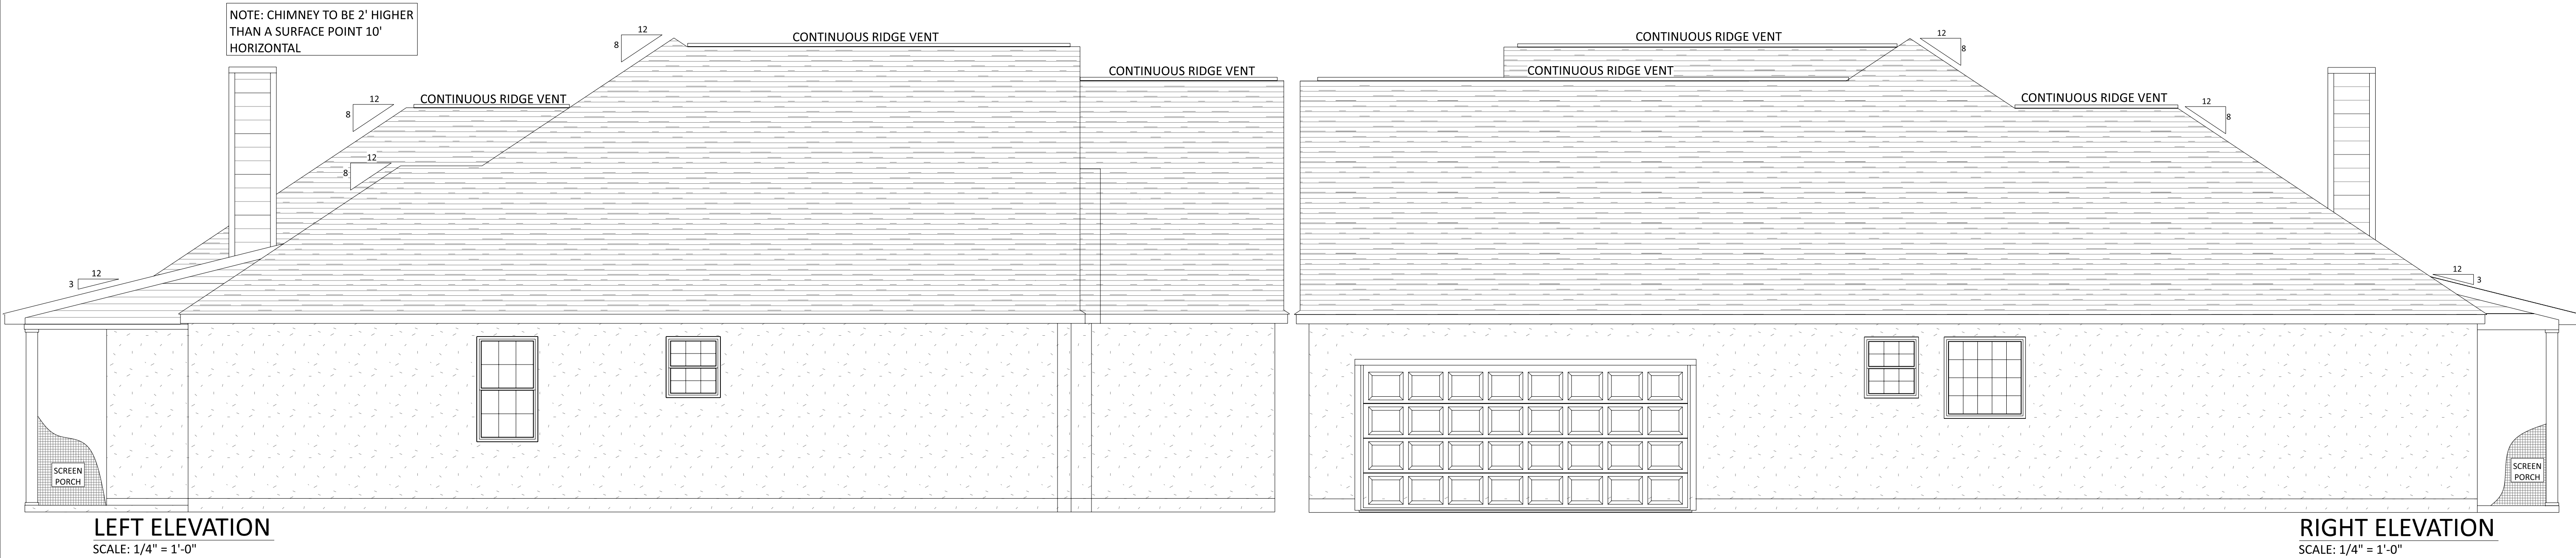 NOTE: CHIMNEY TO BE 2' HIGHER
THAN A SURFACE POINT 10'
HORIZONTAL
12
8
CONTINUOUS RIDGE VENT
CONTINUOUS RIDGE VENT
12
8
CONTINUOUS RIDGE VENT
12
8
12
3
SCREEN
PORCH
LEFT ELEVATION
SCALE: 1/4" = 1'-0"
CONTINUOUS RIDGE VENT
12
8
CONTINUOUS RIDGE VENT
CONTINUOUS RIDGE VENT
12
8
12
3
SCREEN
PORCH
RIGHT ELEVATION
SCALE: 1/4" = 1'-0"